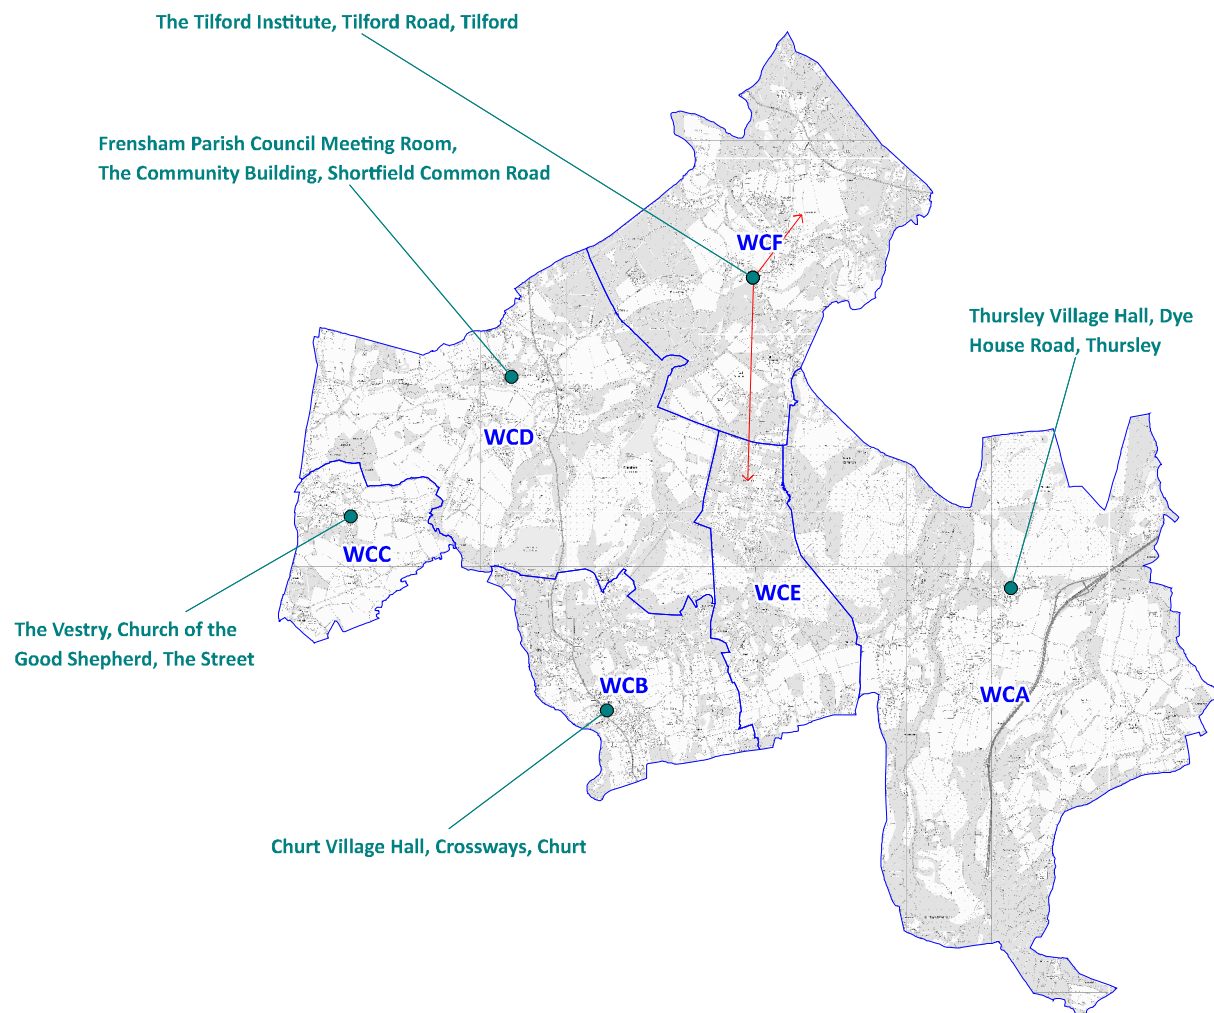 The Tilford Institute, Tilford Road, Tilford
Frensham Parish Council Meeting Room,
The Community Building, Shortfield Common Road
WCF
Thursley Village Hall, Dye
House Road, Thursley
WCD
WCC
WCE
The Vestry, Church of the
Good Shepherd, The Street
WCB
WCA
Churt Village Hall, Crossways, Churt